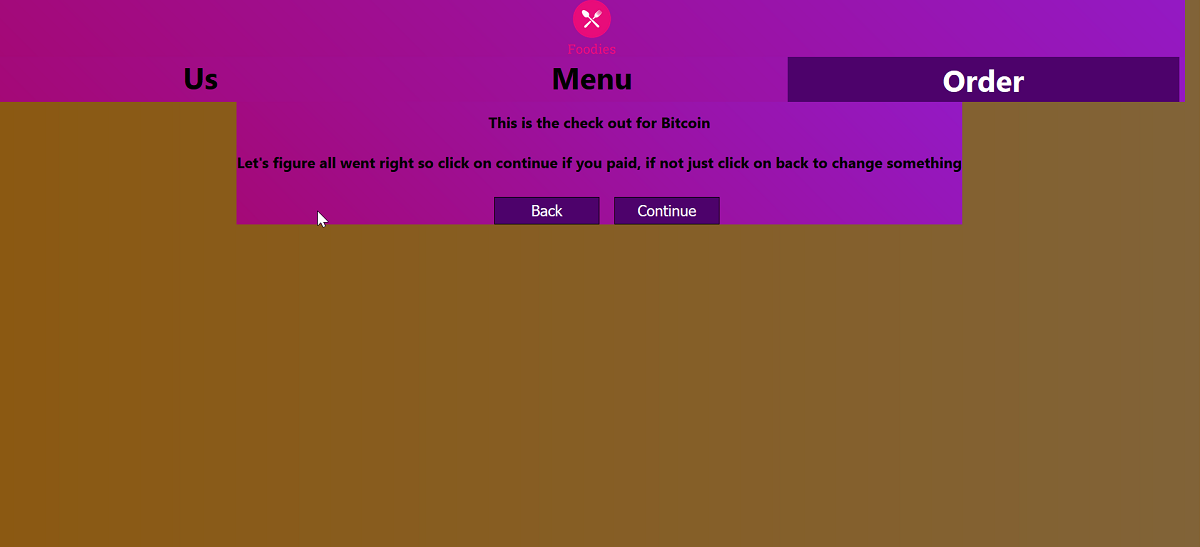 Foodies
Us
Menu
Order
This is the check out for Bitcoin
Let's figure all went right so click on continue if you paid, if not just click on back to change something
Back
Continue